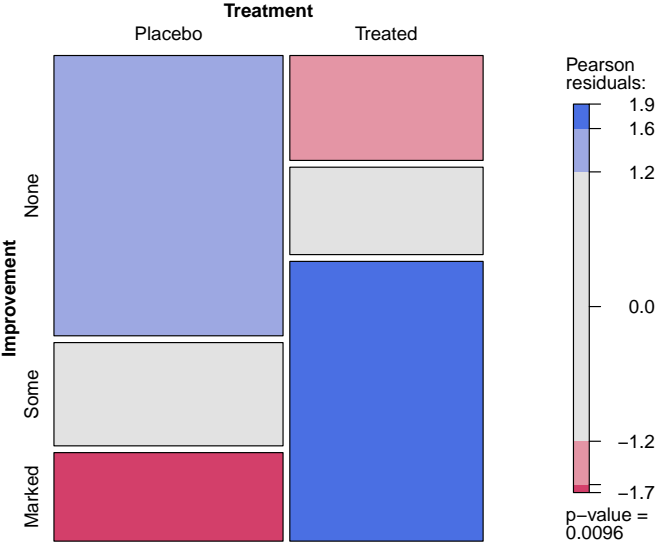 Treatment
Placebo Treated
Improvement
None
Some
Marked
Pearson
residuals:
1.9
1.6
1.2
0.0
−1.2
−1.7
p−value =
0.0096